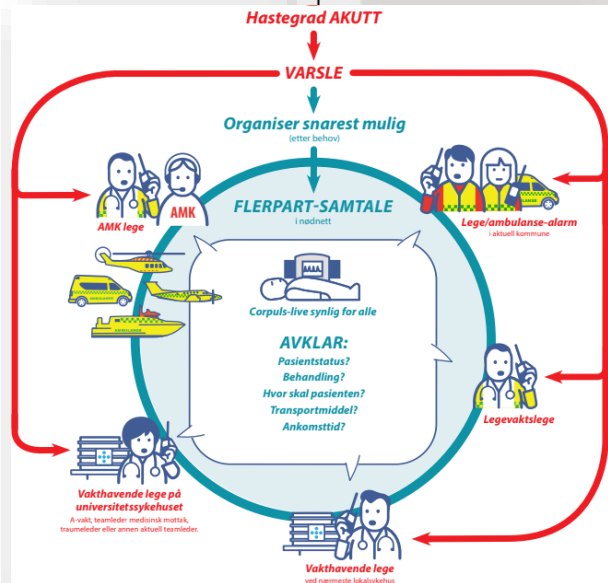 Hastegrad AKUTT
VARSLE
Organiser snarest mulig
(etter behov)
AMK lege
AMK
FLERPART-SAMTALE
i nødnett
Lege/ambulanse-alarm
i aktuell kommune
Corpuls-live synlig for alle
AVKLAR:
Pasientstatus?
Behandling?
Hvor skal pasienten?
Transportmiddel?
Ankomsttid?
Legevaktslege
Vakthavende lege på
universitetssykehuset
A-vakt, teamleder medisinsk mottak,
traumeleder eller annen aktuell teamleder.
Vakthavende lege
ved nærmeste lokalsykehus